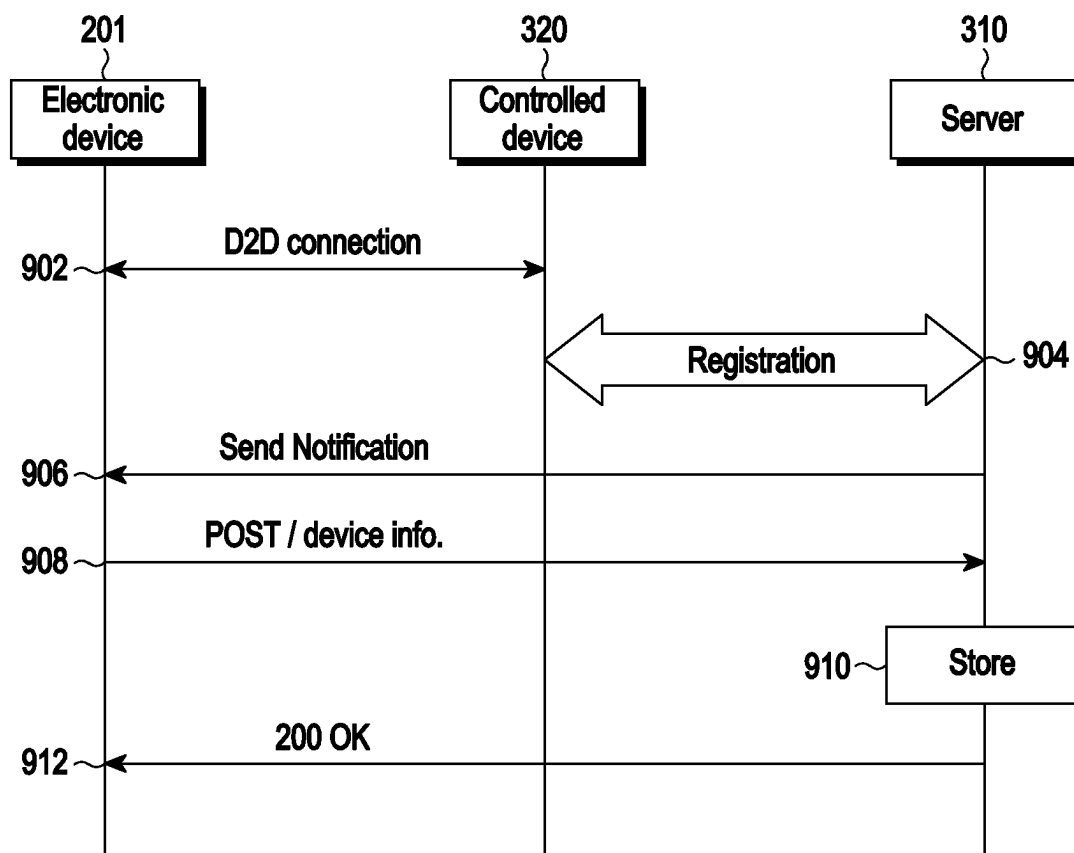 201
320
310
Electronic
device
Controlled
device
Server
D2D connection
902
Registration
904
Send Notification
906
POST / device info.
908
910
Store
200 OK
912